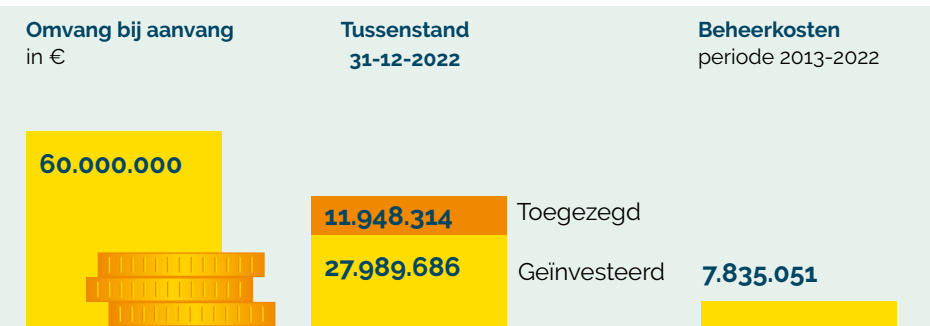 Omvang bij aanvang
in €
Tussenstand
31-12-2022
Beheerkosten
periode 2013-2022
60.000.000
11.948.314 Toegezegd
27.989.686 Geïnvesteerd
7.835.051